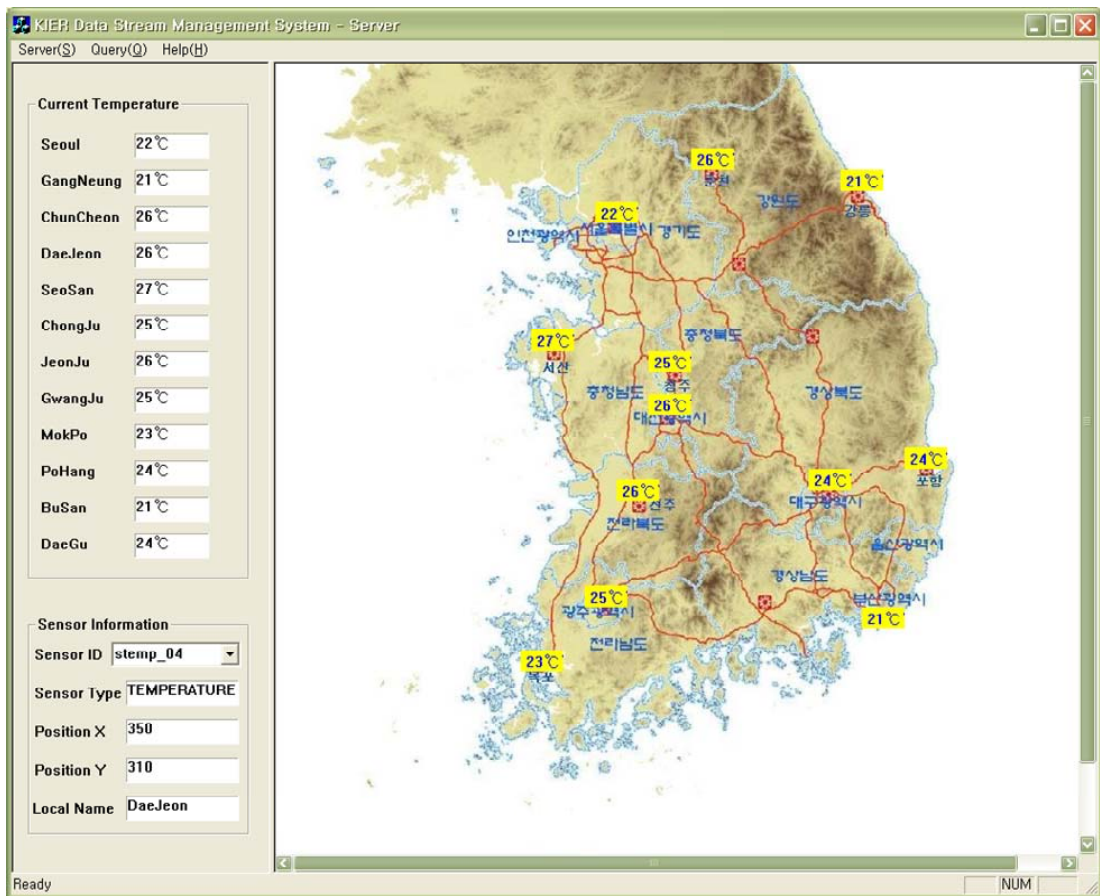 KIER Data Stream Management System - Server
Server(S) Query(Q) Help(H)
Current Temperature
Seoul 22℃
GangNeung 21℃
ChunCheon 26℃
DaeJeon 26℃
SeoSan 27℃
ChongJu 25℃
JeonJu 26℃
GwangJu 25℃
MokPo 23℃
PoHang 24℃
BuSan 21℃
DaeGu 24℃
Sensor Information
Sensor ID stemp_04
Sensor Type TEMPERATURE
Position X 350
Position Y 310
Local Name DaeJeon
26℃
춘천
21℃
강릉
강원도
22℃
인천광역시
서울특별시
경기도
27℃
서산
충청북도
25℃
청주
충청남도
경상북도
26℃
대전광역시
24℃
포항
24℃
대구광역시
26℃
전주
전라북도
울산광역시
경상남도
25℃
광주광역시
부산광역시
21℃
전라남도
23℃
목포
Ready
NUM